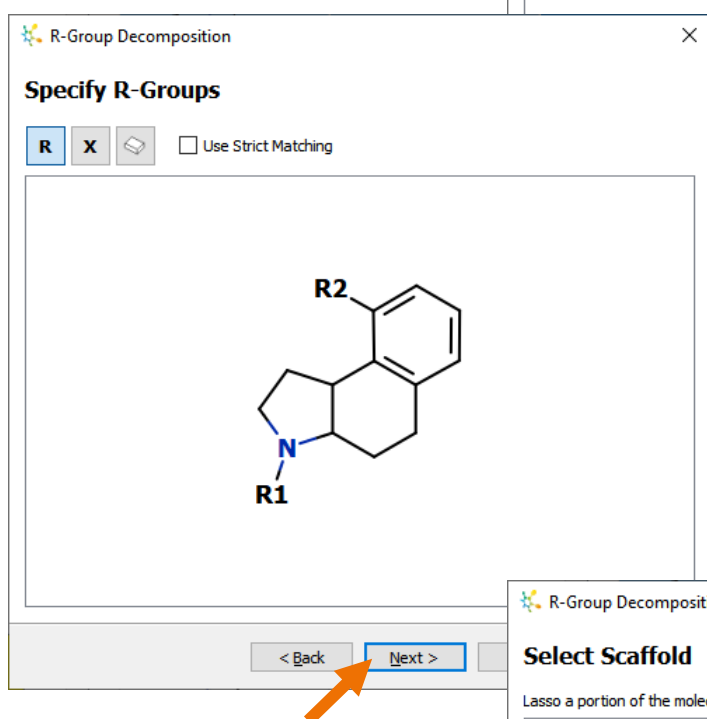 R-Group Decomposition
Specify R-Groups
R X Use Strict Matching
R2
N
R1
< Back Next >
R-Group Decomposit
Select Scaffold
Lasso a portion of the mole